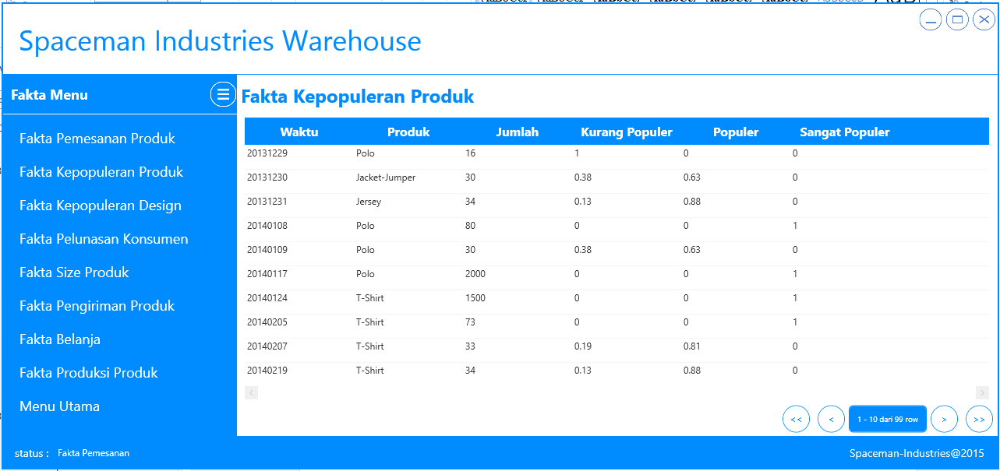 Spaceman Industries Warehouse
Fakta Menu
Fakta Pemesanan Produk
Fakta Kepopuleran Produk
Fakta Kepopuleran Design
Fakta Pelunasan Konsumen
Fakta Size Produk
Fakta Pengiriman Produk
Fakta Belanja
Fakta Produksi Produk
Menu Utama
Fakta Kepopuleran Produk
Waktu Produk Jumlah Kurang Populer Populer Sangat Populer
20131229 Polo 16 1 0 0
20131230 Jacket-Jumper 30 0.38 0.63 0
20131231 Jersey 34 0.13 0.88 0
20140108 Polo 80 0 0 1
20140109 Polo 30 0.38 0.63 0
20140117 Polo 2000 0 0 1
20140124 T-Shirt 1500 0 0 1
20140205 T-Shirt 73 0 0 1
20140207 T-Shirt 33 0.19 0.81 0
20140219 T-Shirt 34 0.13 0.88 0
<< < 1 - 10 dari 99 row > >>
status : Fakta Pemesanan
Spaceman-Industries@2015